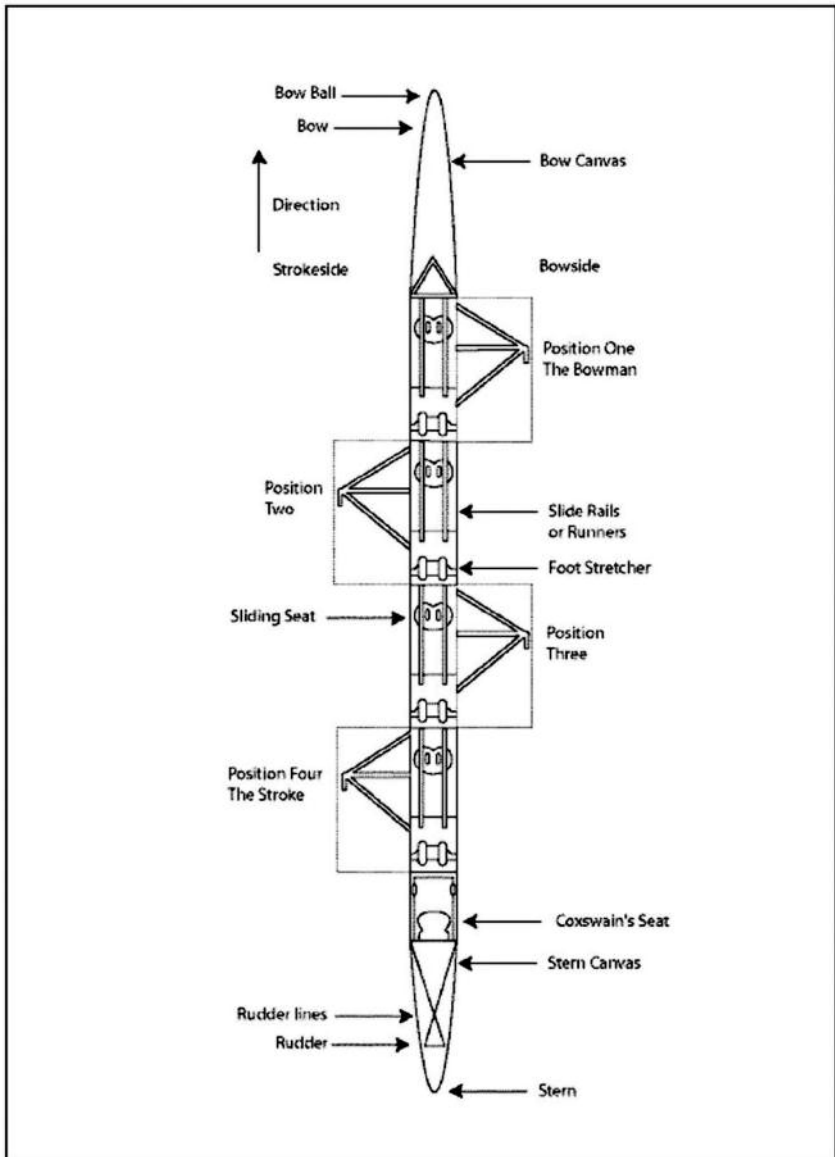 Bow Ball
Bow
Bow Canvas
Direction
Strokeside
Bowside
Position One
The Bowman
Position
Two
Slide Rails
or Runners
Foot Stretcher
Sliding Seat
Position
Three
Position Four
The Stroke
Coxswain's Seat
Stern Canvas
Rudder lines
Rudder
Stern